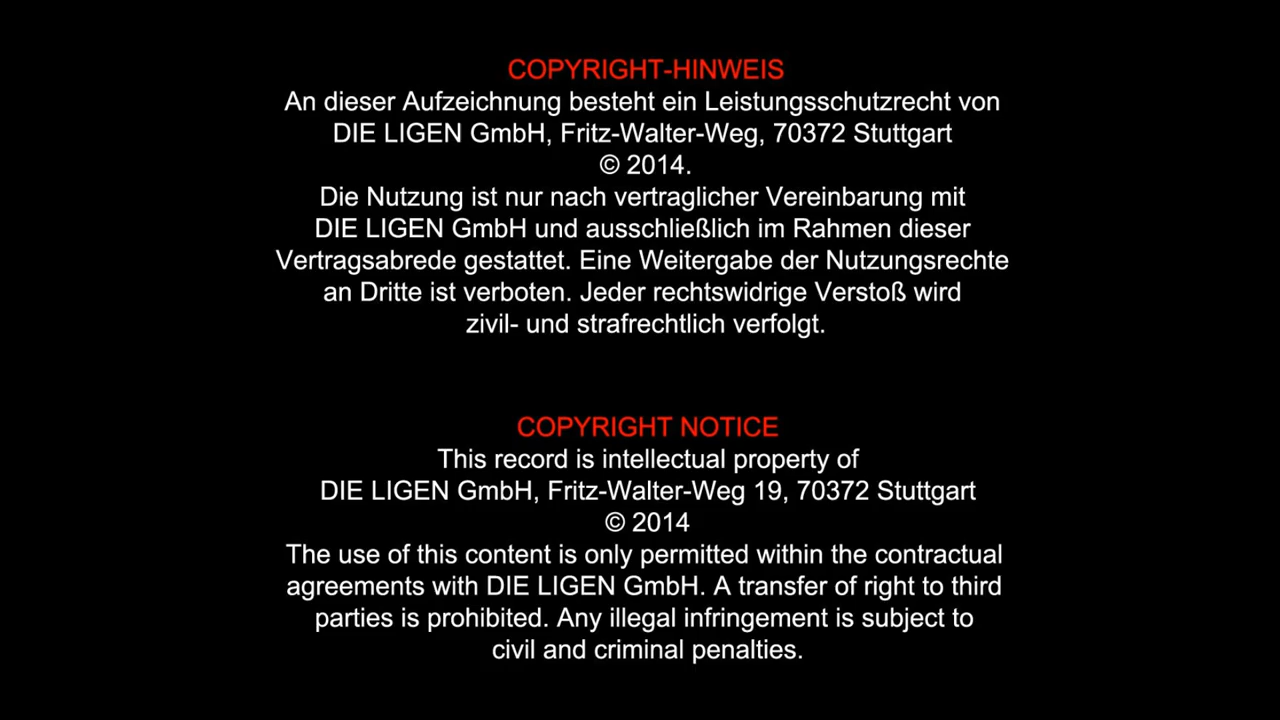 COPYRIGHT-HINWEIS
An dieser Aufzeichnung besteht ein Leistungsschutzrecht von
DIE LIGEN GmbH, Fritz-Walter-Weg, 70372 Stuttgart
© 2014.
Die Nutzung ist nur nach vertraglicher Vereinbarung mit
DIE LIGEN GmbH und ausschließlich im Rahmen dieser
Vertragsabrede gestattet. Eine Weitergabe der Nutzungsrechte
an Dritte ist verboten. Jeder rechtswidrige Verstoß wird
zivil- und strafrechtlich verfolgt.
COPYRIGHT NOTICE
This record is intellectual property of
DIE LIGEN GmbH, Fritz-Walter-Weg 19, 70372 Stuttgart
© 2014
The use of this content is only permitted within the contractual
agreements with DIE LIGEN GmbH. A transfer of right to third
parties is prohibited. Any illegal infringement is subject to
civil and criminal penalties.